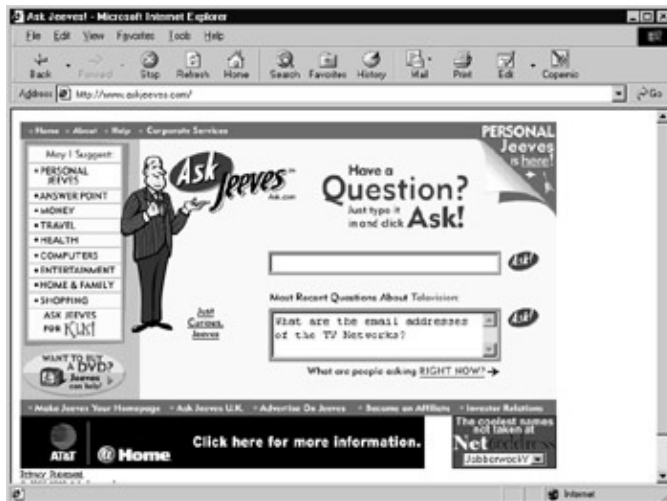 Ask Jeeves! - Microsoft Internet Explorer
File Edit View Favorites Tools Help
Back Forward Stop Refresh Home Search Favorites History Mail Print Edit Copernic
Address http://www.askjeeves.com/ Go
Home About Help Corporate Services
PERSONAL
Jeeves
is here!
May I Suggest:
PERSONAL
JEEVES
ANSWER POINT
MONEY
TRAVEL
HEALTH
COMPUTERS
ENTERTAINMENT
HOME & FAMILY
SHOPPING
ASK JEEVES
FOR KIDS!
Ask Jeeves
Ask.com
Have a
Question?
Just type it
in and click Ask!
Ask!
Just
Curious,
Jeeves
Most Recent Questions About Television:
What are the email addresses
of the TV Networks?
Ask!
What are people asking RIGHT NOW?
WANT TO BUY
A DVD?
Jeeves
can help!
Make Jeeves Your Homepage Ask Jeeves U.K. Advertise On Jeeves Become an Affiliate Investor Relations
AT&T @Home Click here for more information.
The coolest names
not taken at
Net@ddress
JabberwockY
Privacy Statement
Internet